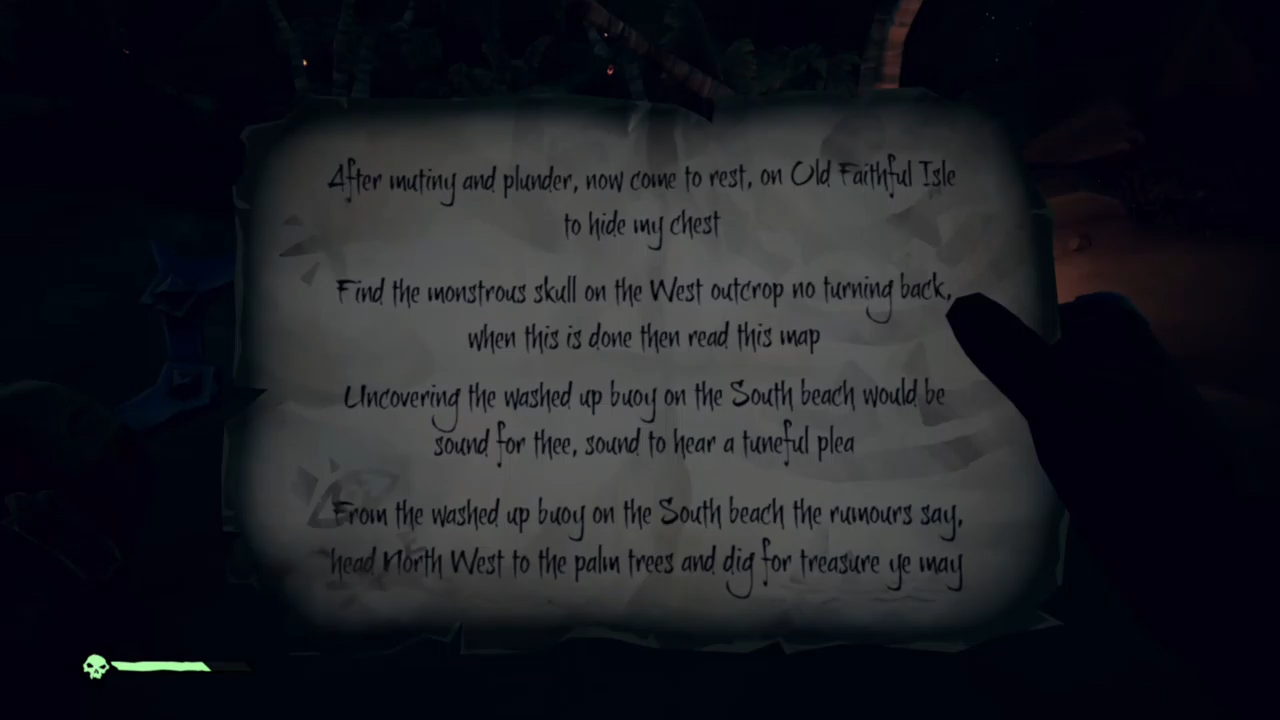 After mutiny and plunder, now come to rest, on Old Faithful Isle
to hide my chest
Find the monstrous skull on the West outcrop no turning back,
when this is done then read this map
Uncovering the washed up buoy on the South beach would be
sound for thee, sound to hear a tuneful plea
From the washed up buoy on the South beach the rumours say,
head North West to the palm trees and dig for treasure ye may